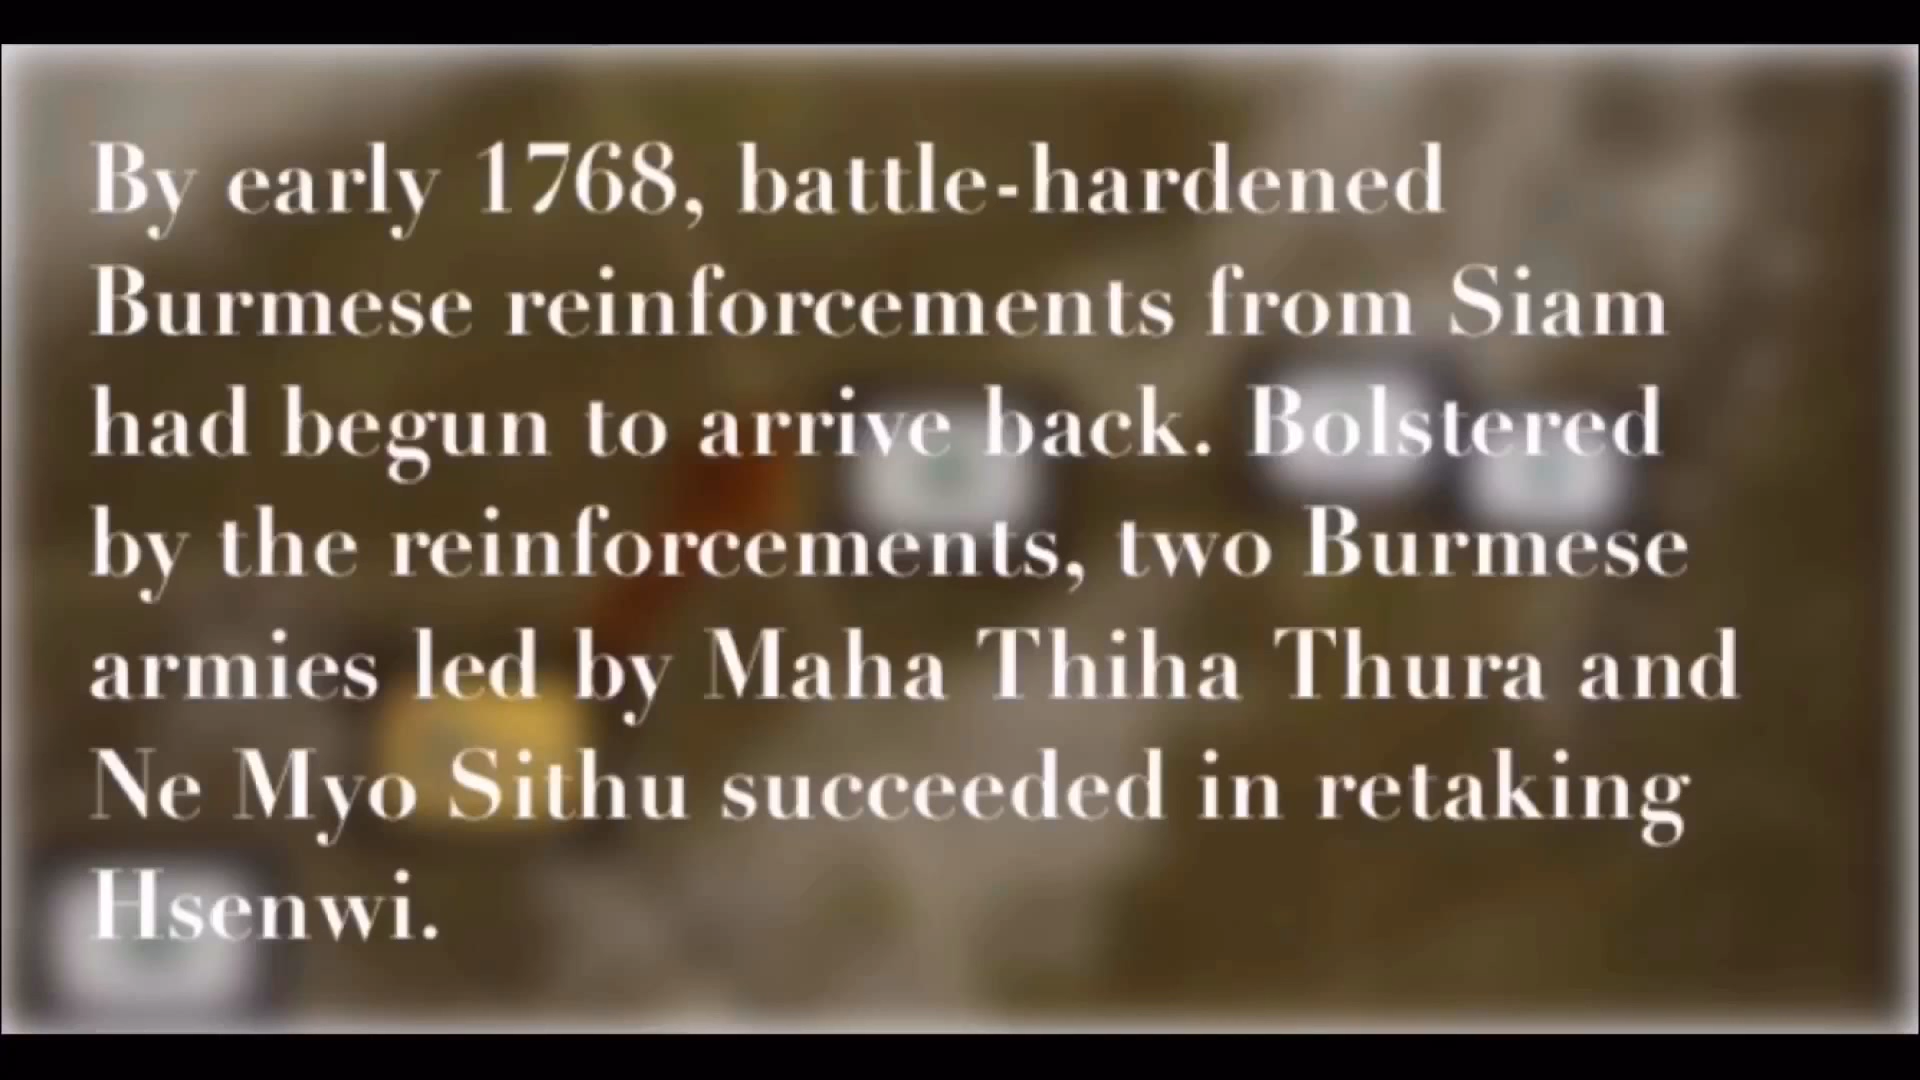 By early 1768, battle-hardened
Burmese reinforcements from Siam
had begun to arrive back. Bolstered
by the reinforcements, two Burmese
armies led by Maha Thiha Thura and
Ne Myo Sithu succeeded in retaking
Hsenwi.